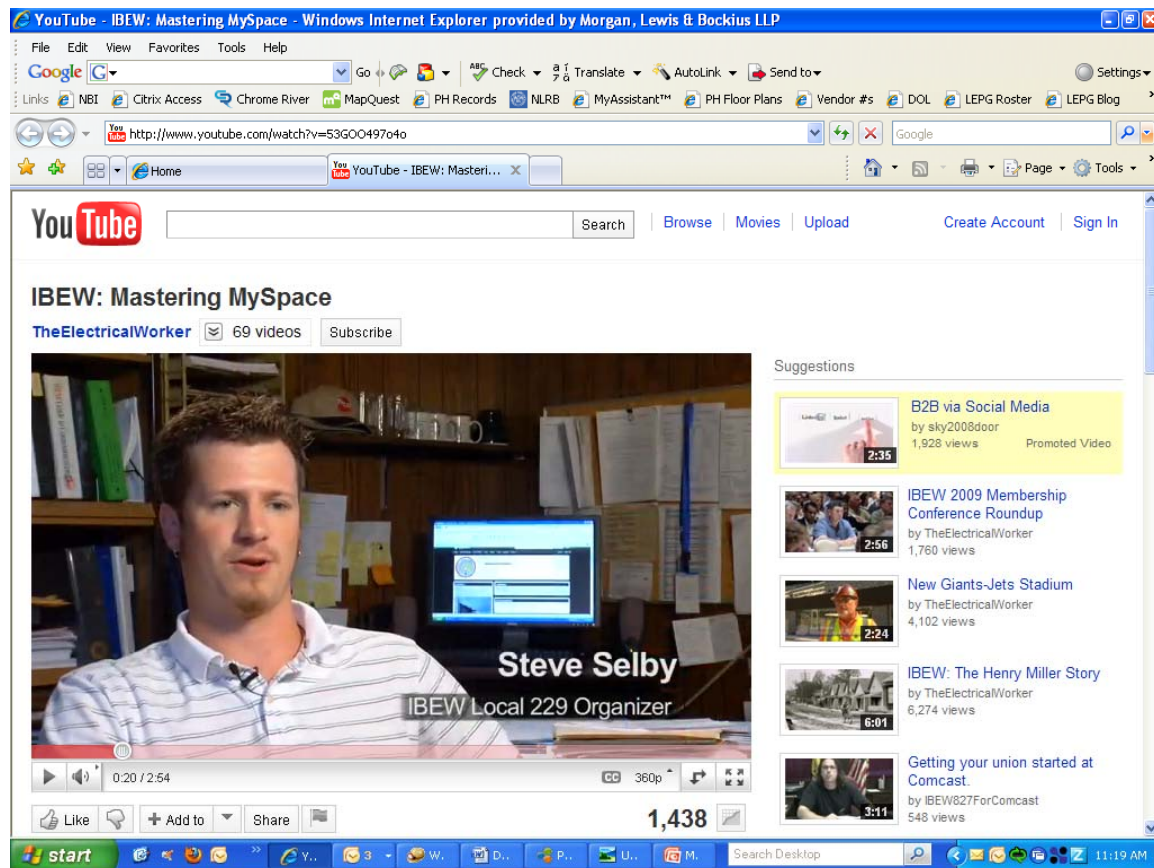 YouTube - IBEW: Mastering MySpace - Windows Internet Explorer provided by Morgan, Lewis & Bockius LLP
File Edit View Favorites Tools Help
Google G Go ABC Check Translate AutoLink Send to Settings
Links NBI Citrix Access Chrome River MapQuest PH Records NLRB MyAssistant™ PH Floor Plans Vendor #s DOL LEPG Roster LEPG Blog
http://www.youtube.com/watch?v=53GOO497o4o Google
Home YouTube - IBEW: Masteri... X Page Tools
YouTube Search Browse Movies Upload Create Account Sign In
IBEW: Mastering MySpace
TheElectricalWorker 69 videos Subscribe
Steve Selby
IBEW Local 229 Organizer
0:20 / 2:54 CC 360p
Like Add to Share 1,438
Suggestions
B2B via Social Media
by sky2008door
1,928 views Promoted Video
2:35
IBEW 2009 Membership
Conference Roundup
by TheElectricalWorker
1,760 views
2:56
New Giants-Jets Stadium
by TheElectricalWorker
4,102 views
2:24
IBEW: The Henry Miller Story
by TheElectricalWorker
6,274 views
6:01
Getting your union started at
Comcast.
by IBEW827ForComcast
548 views
3:11
start Y.. 3 W.. D.. P.. U.. M. Search Desktop 11:19 AM